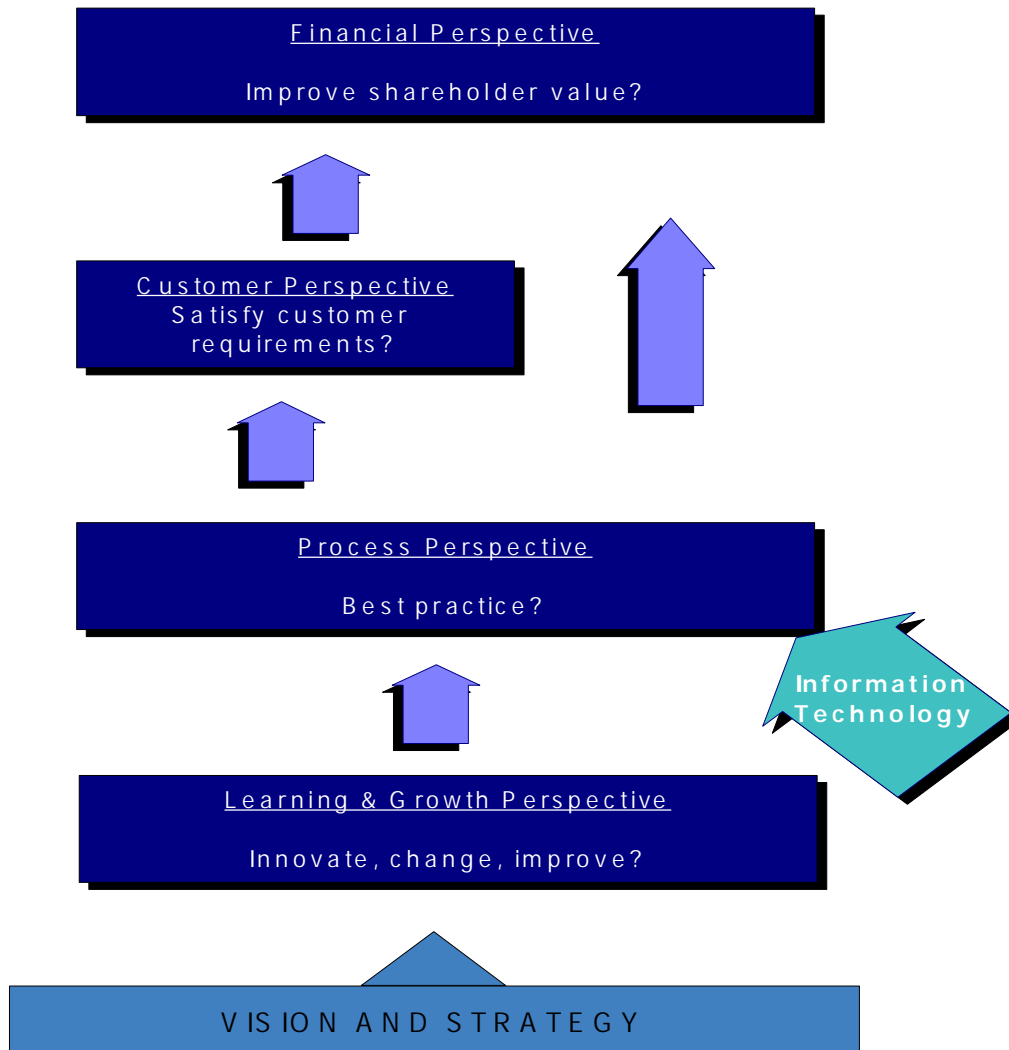 Financial Perspective
Improve shareholder value?
Customer Perspective
Satisfy customer
requirements?
Process Perspective
Best practice?
Information
Technology
Learning & Growth Perspective
Innovate, change, improve?
VISION AND STRATEGY